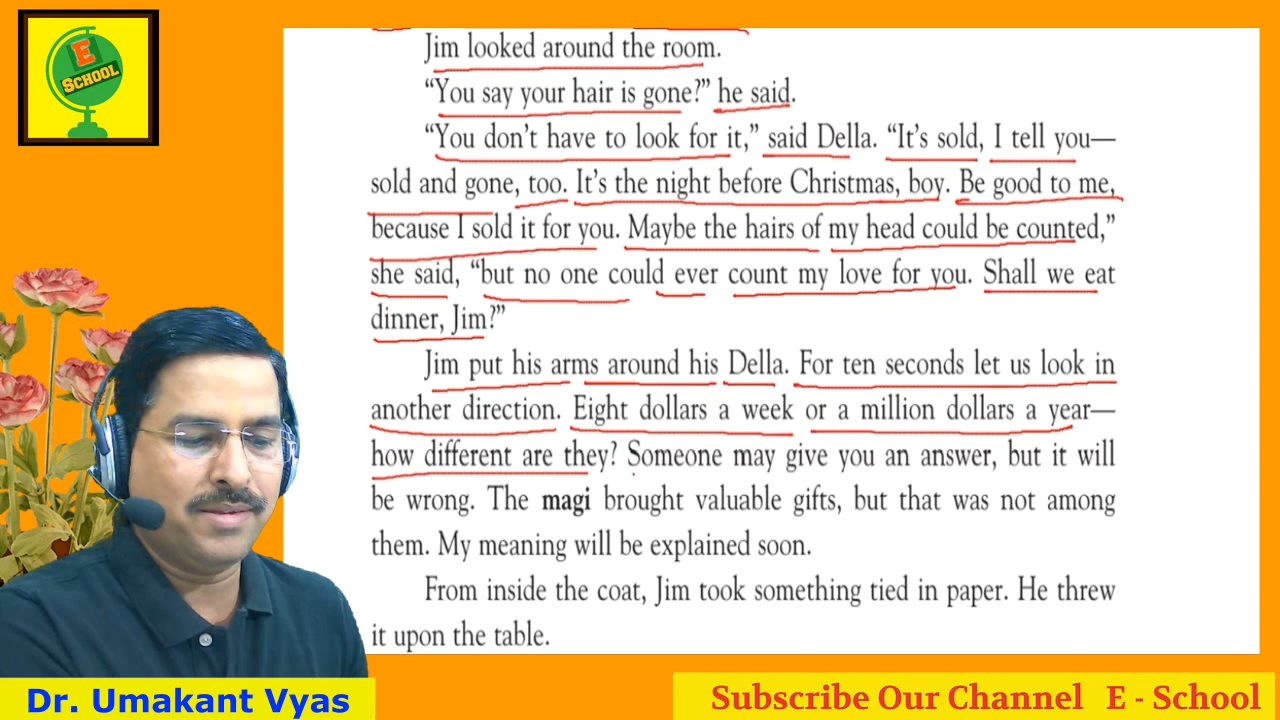 E
SCHOOL
Jim looked around the room.
“You say your hair is gone?” he said.
“You don’t have to look for it,” said Della. “It’s sold, I tell you—
sold and gone, too. It’s the night before Christmas, boy. Be good to me,
because I sold it for you. Maybe the hairs of my head could be counted,”
she said, “but no one could ever count my love for you. Shall we eat
dinner, Jim?”
Jim put his arms around his Della. For ten seconds let us look in
another direction. Eight dollars a week or a million dollars a year—
how different are they? Someone may give you an answer, but it will
be wrong. The magi brought valuable gifts, but that was not among
them. My meaning will be explained soon.
From inside the coat, Jim took something tied in paper. He threw
it upon the table.
Dr. Umakant Vyas
Subscribe Our Channel E - School